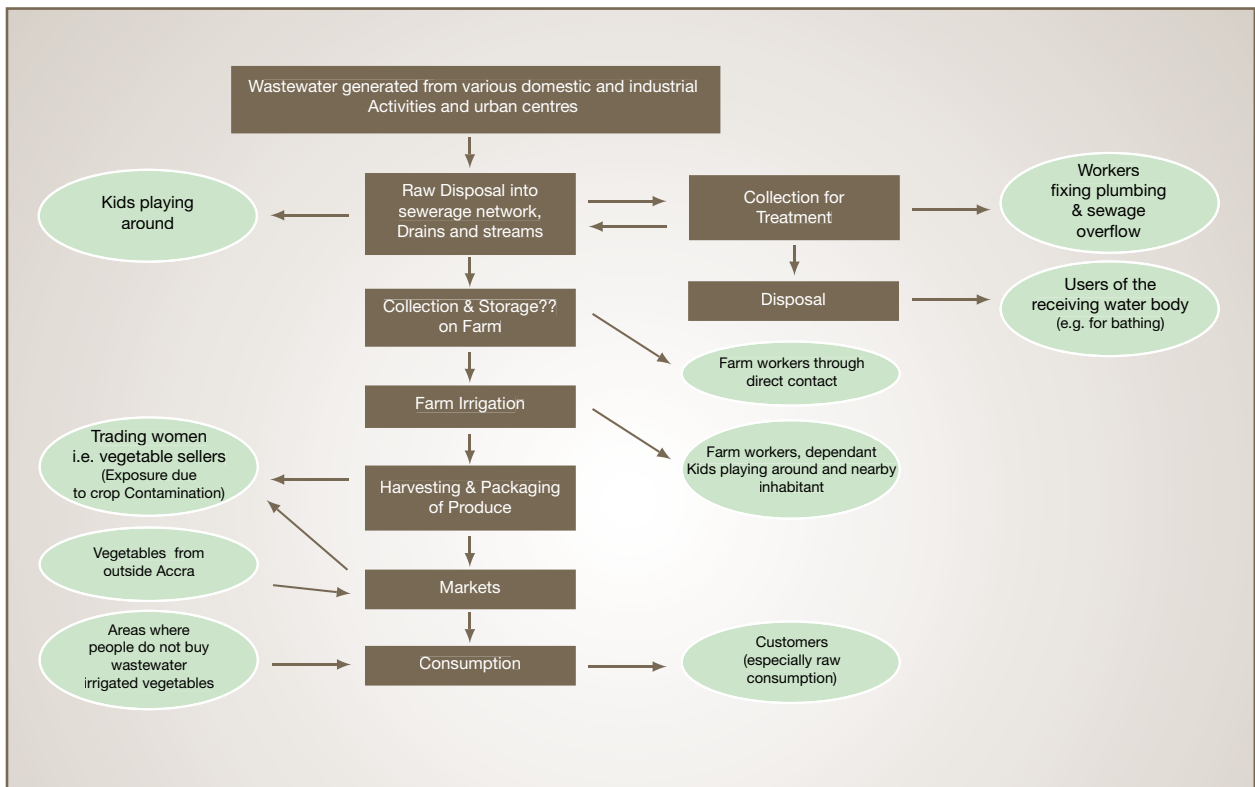 Wastewater generated from various domestic and industrial
Activities and urban centres
Kids playing
around
Raw Disposal into
sewerage network,
Drains and streams
Collection for
Treatment
Workers
fixing plumbing
& sewage
overflow
Disposal
Users of the
receiving water body
(e.g. for bathing)
Collection & Storage??
on Farm
Farm workers through
direct contact
Farm Irrigation
Farm workers, dependant
Kids playing around and nearby
inhabitant
Trading women
i.e. vegetable sellers
(Exposure due
to crop Contamination)
Harvesting & Packaging
of Produce
Vegetables from
outside Accra
Markets
Areas where
people do not buy
wastewater
irrigated vegetables
Consumption
Customers
(especially raw
consumption)